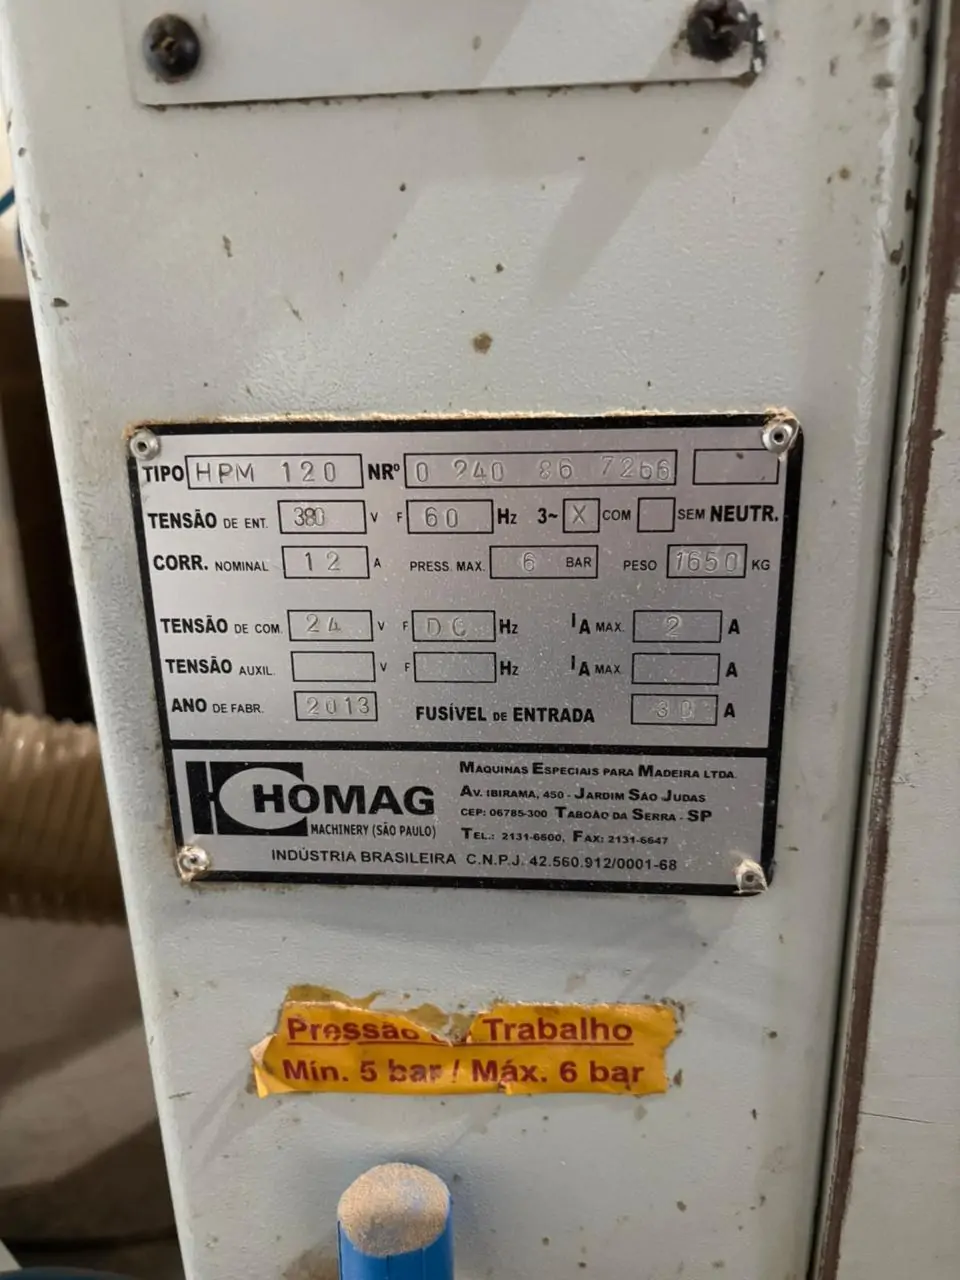 TIPO HPM 120 NRº 0 240 86 7266
TENSÃO DE ENT. 380 V F 60 Hz 3~ X COM SEM NEUTR.
CORR. NOMINAL 12 A PRESS. MAX. 6 BAR PESO 1650 KG
TENSÃO DE COM. 24 V F DC Hz IA MAX. 2 A
TENSÃO AUXIL. V F Hz IA MAX. A
ANO DE FABR. 2013 FUSÍVEL DE ENTRADA 30 A
HOMAG
MACHINERY (SÃO PAULO)
MAQUINAS ESPECIAIS PARA MADEIRA LTDA.
AV. IBIRAMA, 450 - JARDIM SÃO JUDAS
CEP: 06785-300 TABOÃO DA SERRA - SP
TEL.: 2131-6600, FAX: 2131-6647
INDÚSTRIA BRASILEIRA C.N.P.J. 42.560.912/0001-68
Pressão Trabalho
Mín. 5 bar / Máx. 6 bar